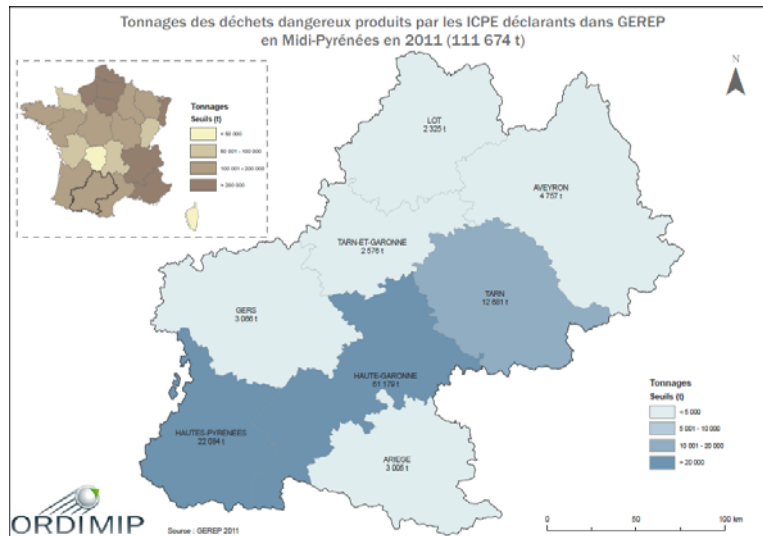 Tonnages des déchets dangereux produits par les ICPE déclarants dans GEREP
en Midi-Pyrénées en 2011 (111 674 t)
N
Tonnages
Seuils (t)
< 50 000
50 001 - 100 000
100 001 - 200 000
> 200 000
LOT
2 325 t
AVEYRON
4 757 t
TARN-ET-GARONNE
2 576 t
TARN
12 681 t
GERS
3 066 t
HAUTE-GARONNE
61 179 t
HAUTES-PYRENEES
22 084 t
ARIEGE
3 006 t
Tonnages
Seuils (t)
< 5 000
5 001 - 10 000
10 001 - 20 000
> 20 000
ORDIMIP
Source : GEREP 2011
0 50 100 km